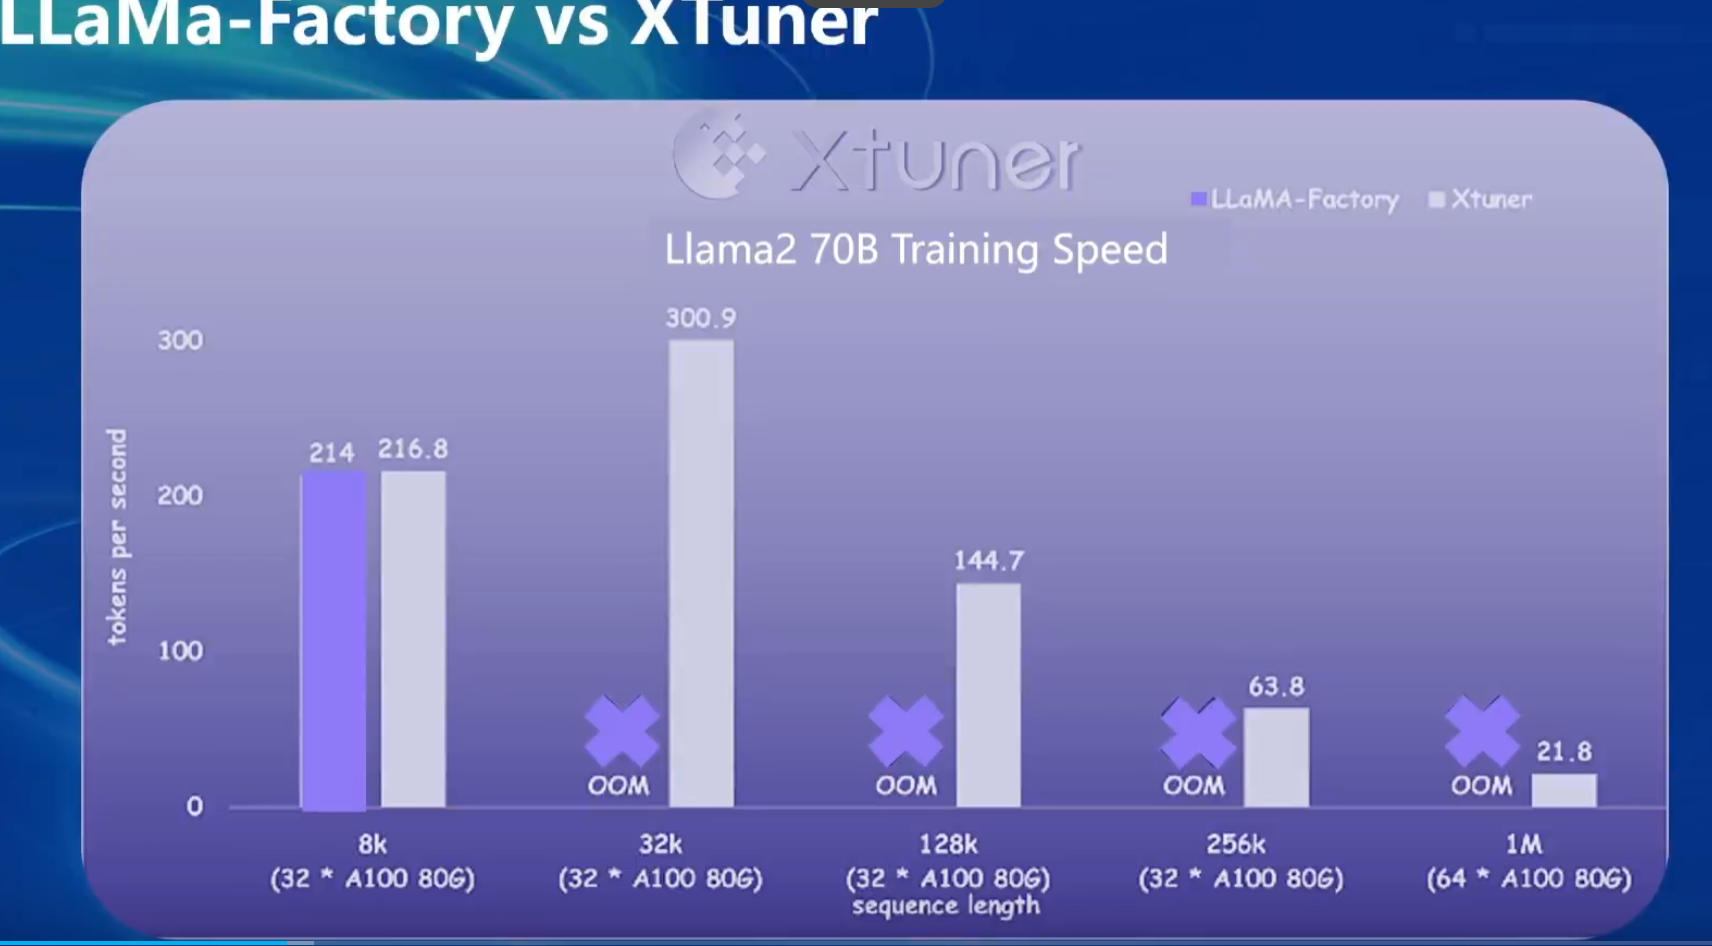 LLaMa-Factory vs XTuner
Xtuner
LLaMA-Factory Xtuner
Llama2 70B Training Speed
tokens per second
300
200
100
0
214 216.8
OOM 300.9
OOM 144.7
OOM 63.8
OOM 21.8
8k 32k 128k 256k 1M
(32 * A100 80G) (32 * A100 80G) (32 * A100 80G) (32 * A100 80G) (64 * A100 80G)
sequence length